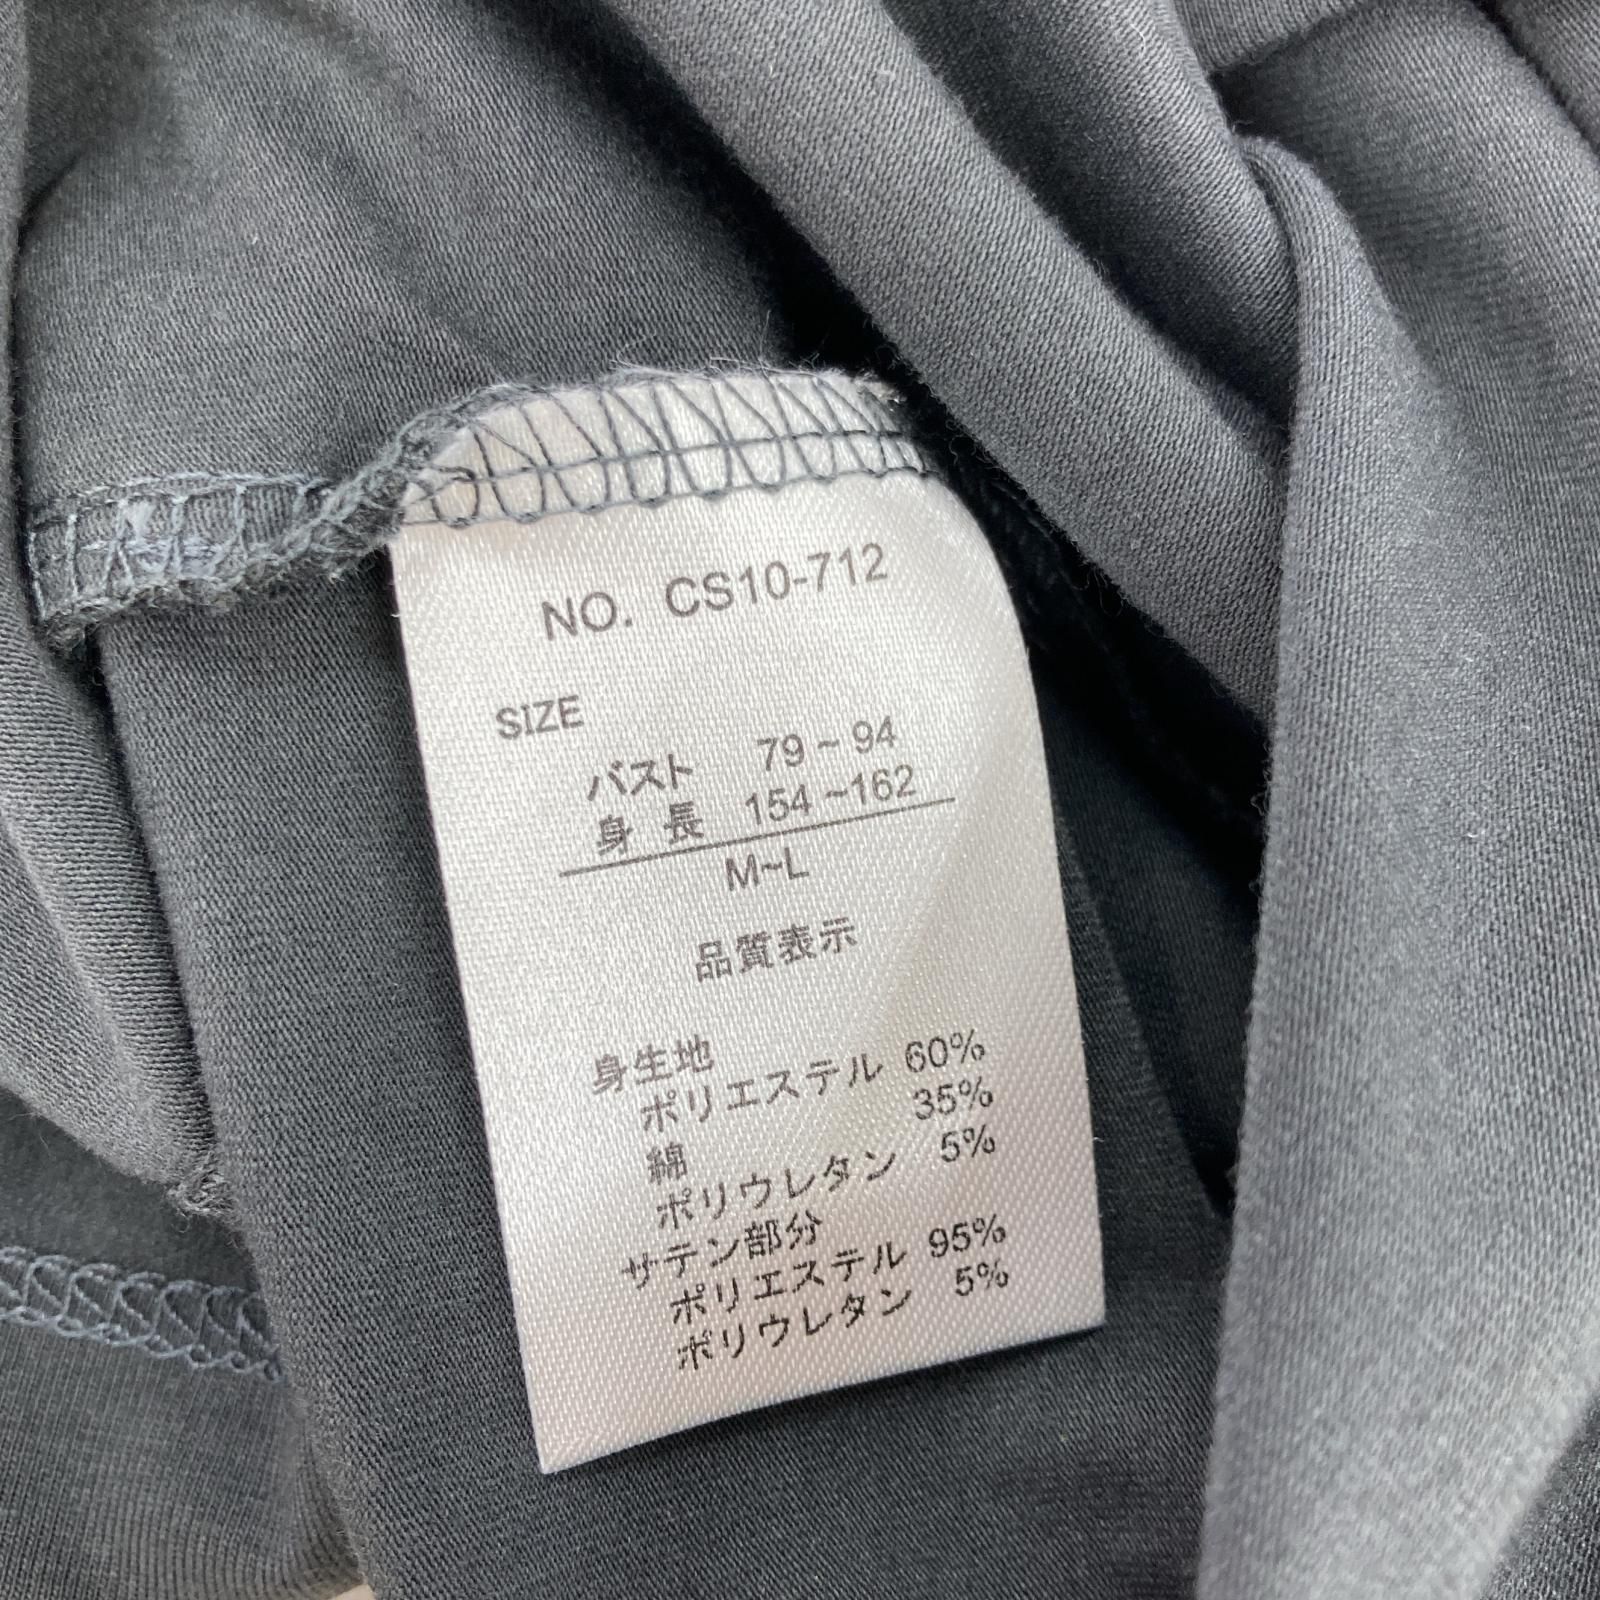 NO. CS10-712
SIZE
バスト 79~94
身 長 154~162
M~L
品質表示
身生地
ポリエステル 60%
綿 35%
ポリウレタン 5%
サテン部分
ポリエステル 95%
ポリウレタン 5%